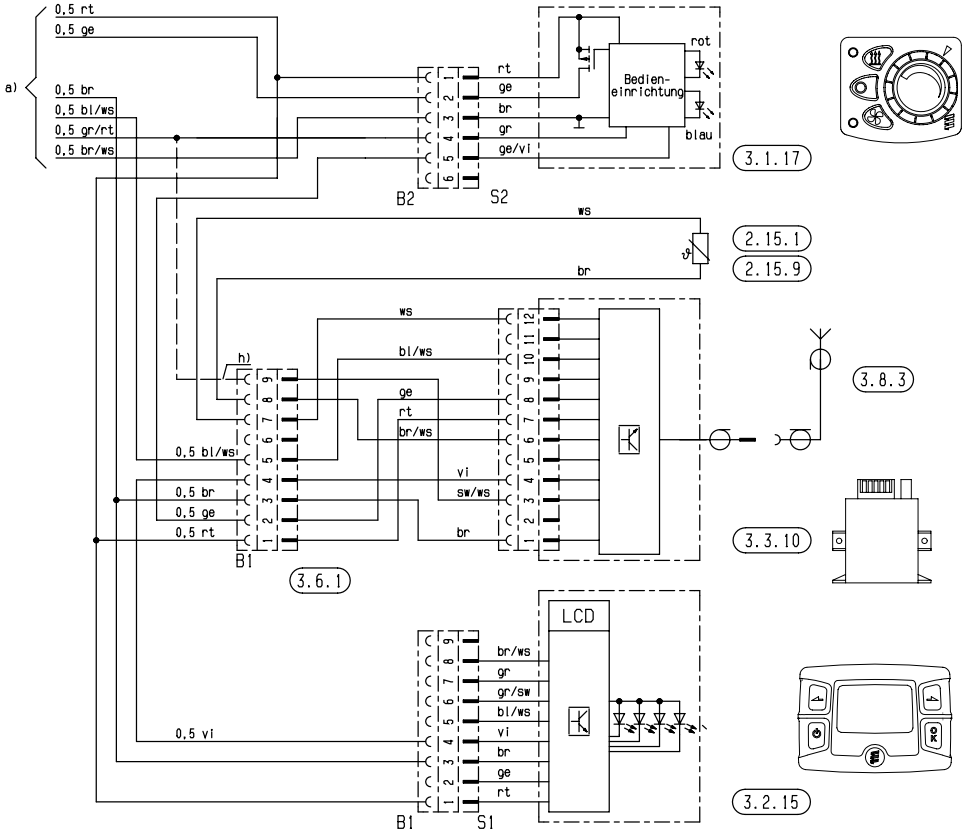 0,5 rt
0,5 ge
a)
0,5 br
0,5 bl/ws
0,5 gr/rt
0,5 br/ws
1
2
3
4
5
6
B2
S2
rt
ge
br
gr
ge/vi
Bedien-
einrichtung
rot
blau
3.1.17
ws
2.15.1
2.15.9
br
h)
9
8
7
6
5
4
3
2
1
0,5 bl/ws
0,5 br
0,5 ge
0,5 rt
B1
3.6.1
ws
bl/ws
ge
rt
br/ws
vi
sw/ws
br
12
11
10
9
8
7
6
5
4
3
2
1
3.8.3
3.3.10
0,5 vi
9
8
7
6
5
4
3
2
1
B1
S1
br/ws
gr
gr/sw
bl/ws
vi
br
ge
rt
LCD
OK
3.2.15